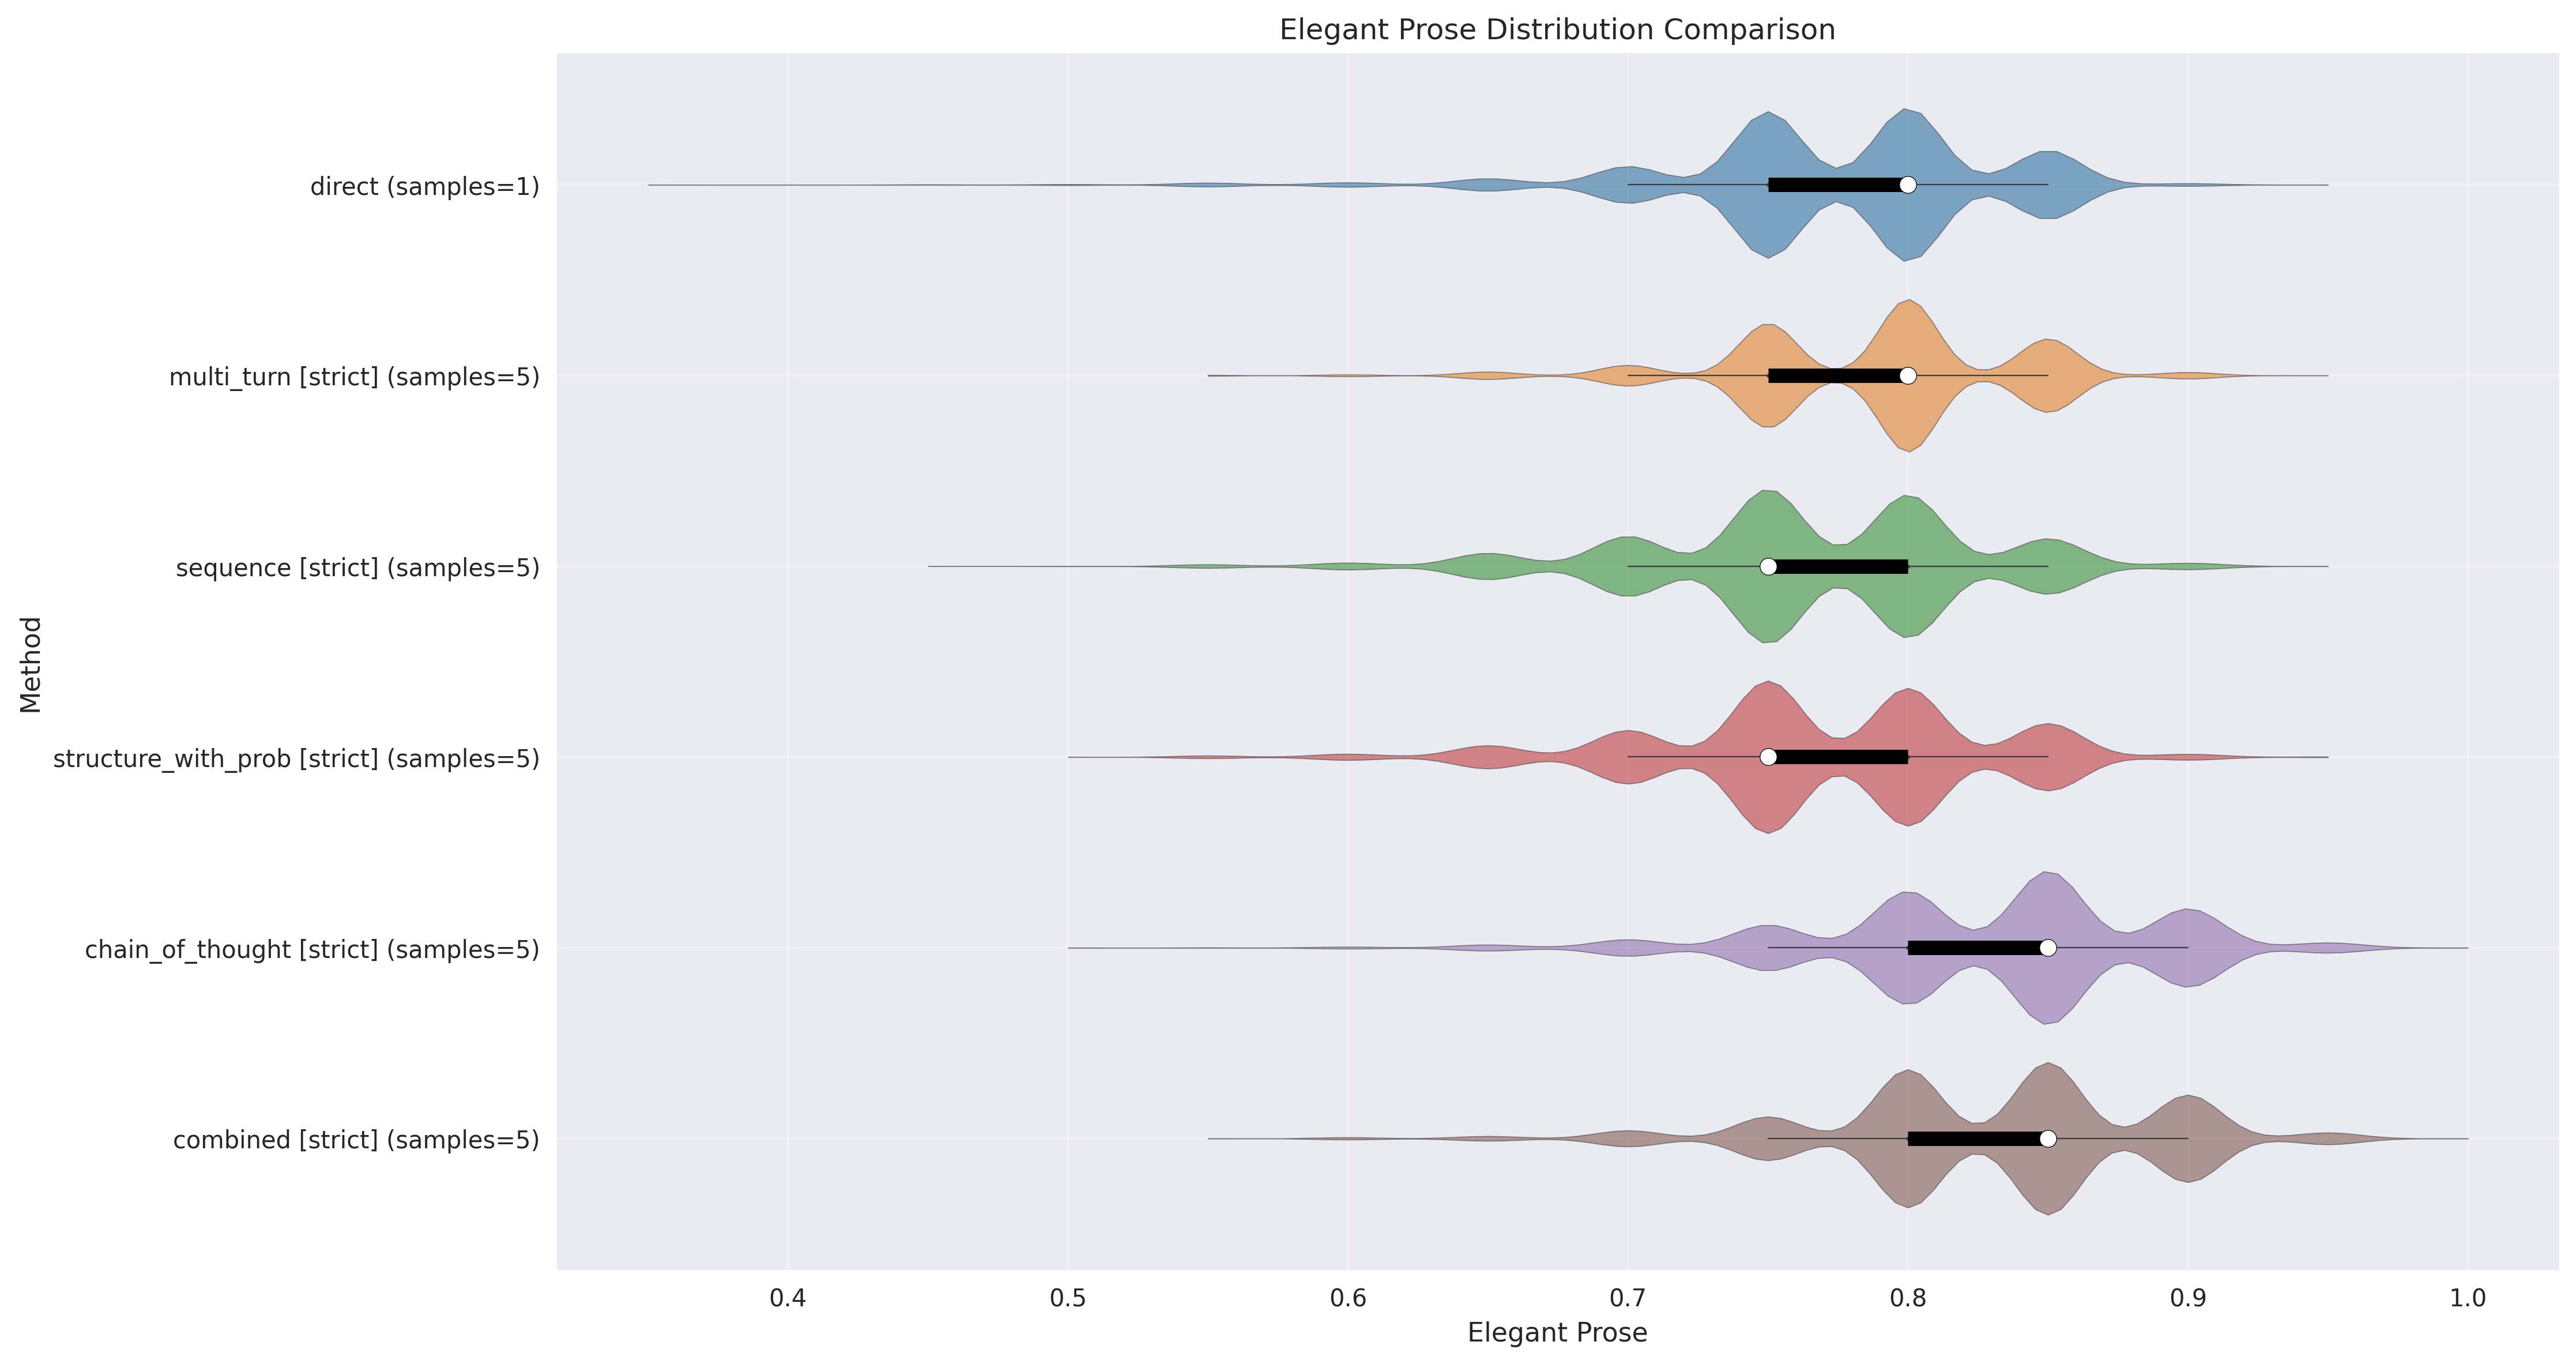 Elegant Prose Distribution Comparison
direct (samples=1)
multi_turn [strict] (samples=5)
sequence [strict] (samples=5)
structure_with_prob [strict] (samples=5)
chain_of_thought [strict] (samples=5)
combined [strict] (samples=5)
Method
0.4 0.5 0.6 0.7 0.8 0.9 1.0
Elegant Prose